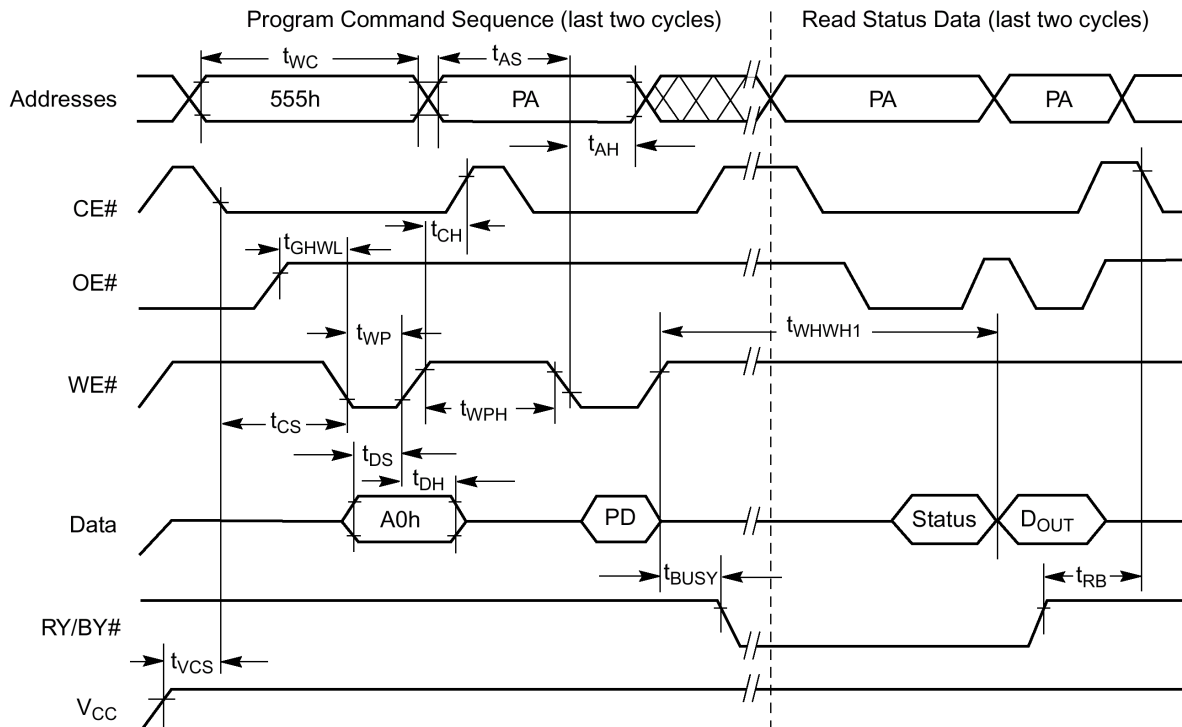 Program Command Sequence (last two cycles) Read Status Data (last two cycles)
tWC tAS
Addresses 555h PA PA PA
tAH
CE#
tCH
tGHWL
OE#
tWP tWHWH1
WE#
tCS tWPH
tDS
tDH
Data A0h PD Status DOUT
tBUSY tRB
RY/BY#
tVCS
VCC